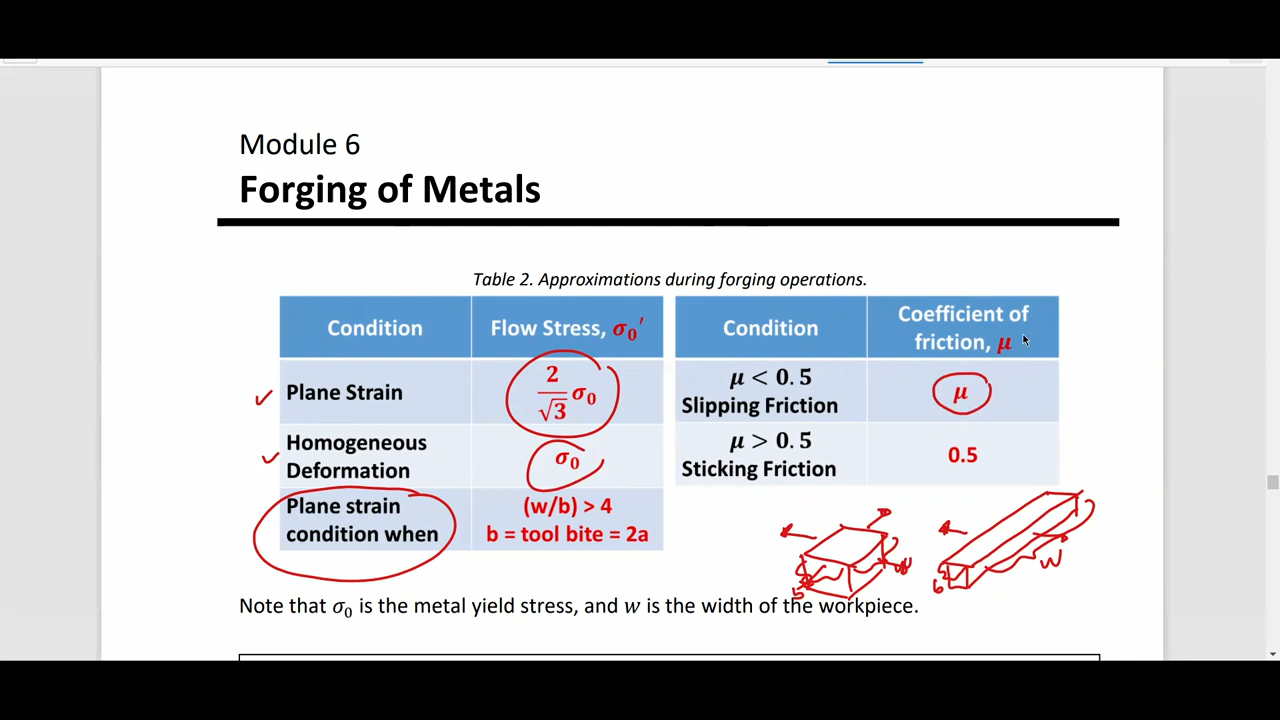 Module 6
Forging of Metals
Table 2. Approximations during forging operations.
Condition
Flow Stress, σ₀′
Plane Strain
2/√3 σ₀
Homogeneous
Deformation
σ₀
Plane strain
condition when
(w/b) > 4
b = tool bite = 2a
Condition
Coefficient of
friction, μ
μ < 0.5
Slipping Friction
μ
μ > 0.5
Sticking Friction
0.5
b
W
Note that σ₀ is the metal yield stress, and w is the width of the workpiece.